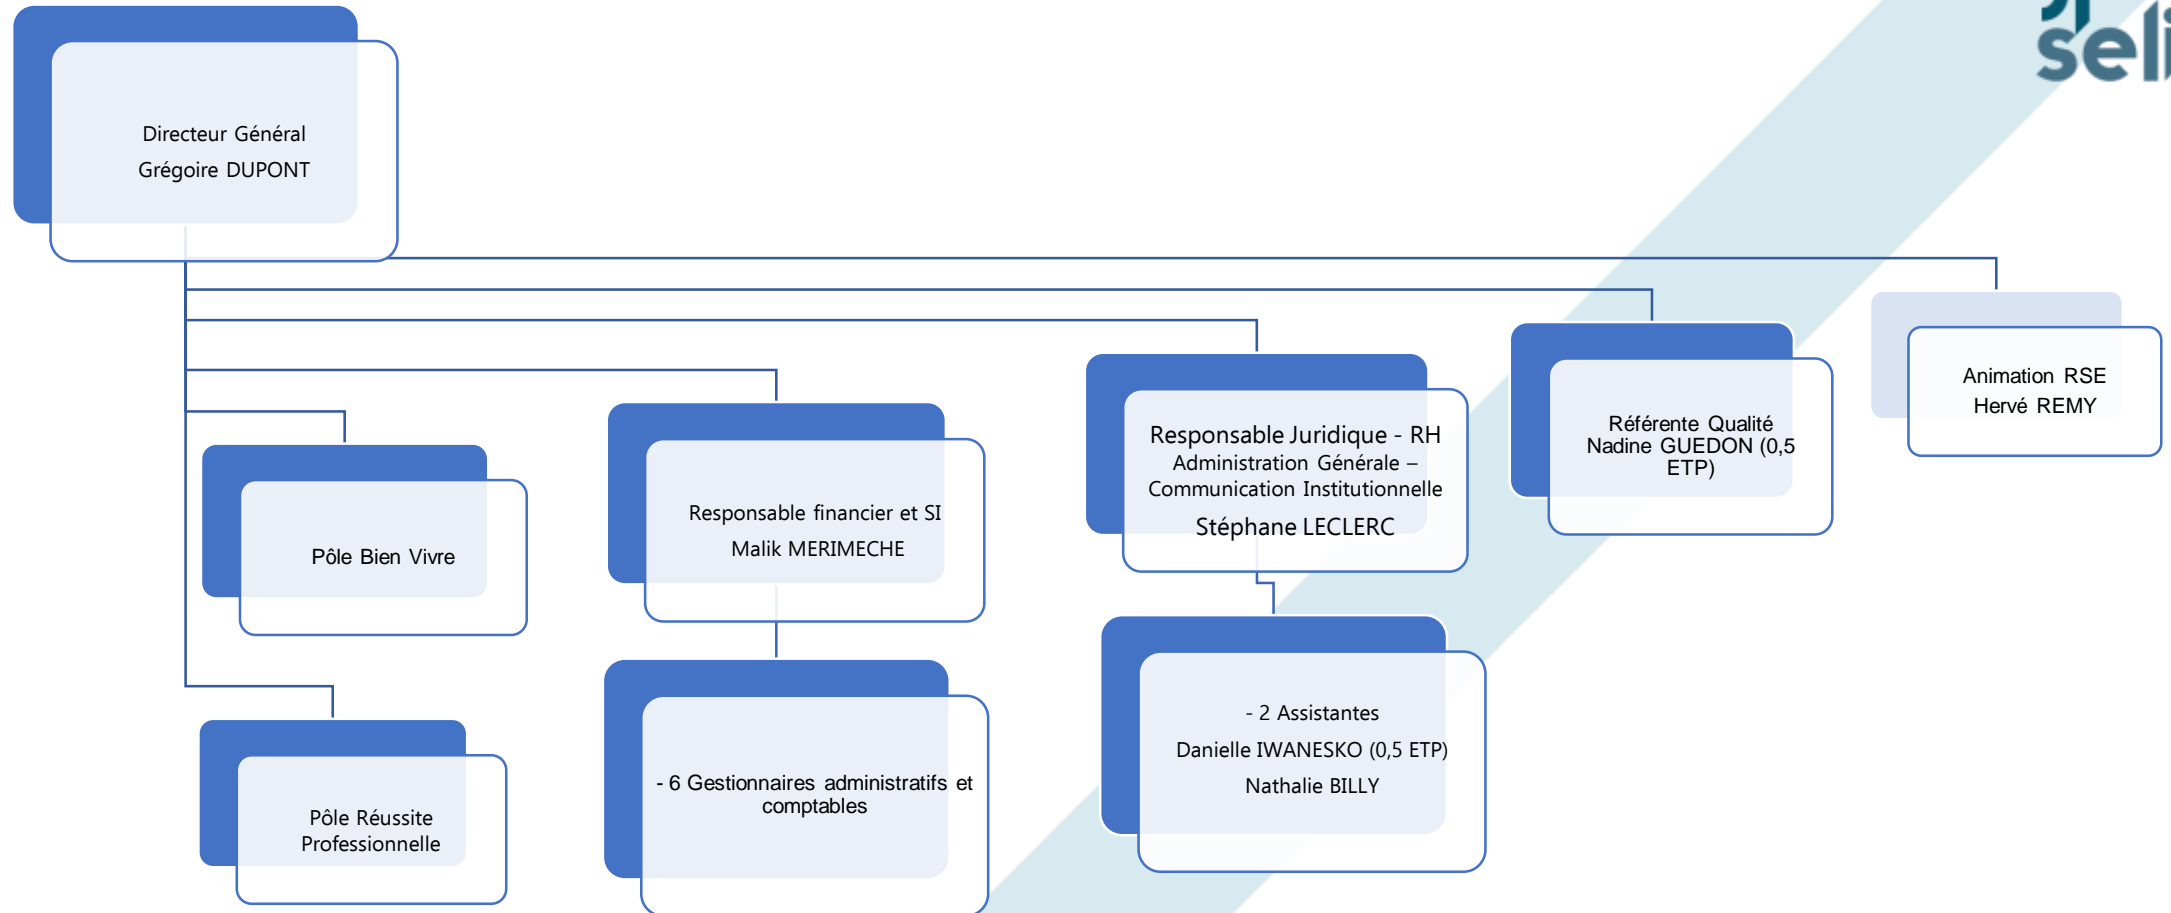 seli
Directeur Général
Grégoire DUPONT
Animation RSE
Hervé REMY
Référente Qualité
Nadine GUEDON (0,5
ETP)
Responsable Juridique - RH
Administration Générale –
Communication Institutionnelle
Stéphane LECLERC
Responsable financier et SI
Malik MERIMECHE
Pôle Bien Vivre
- 2 Assistantes
Danielle IWANESKO (0,5 ETP)
Nathalie BILLY
- 6 Gestionnaires administratifs et
comptables
Pôle Réussite
Professionnelle